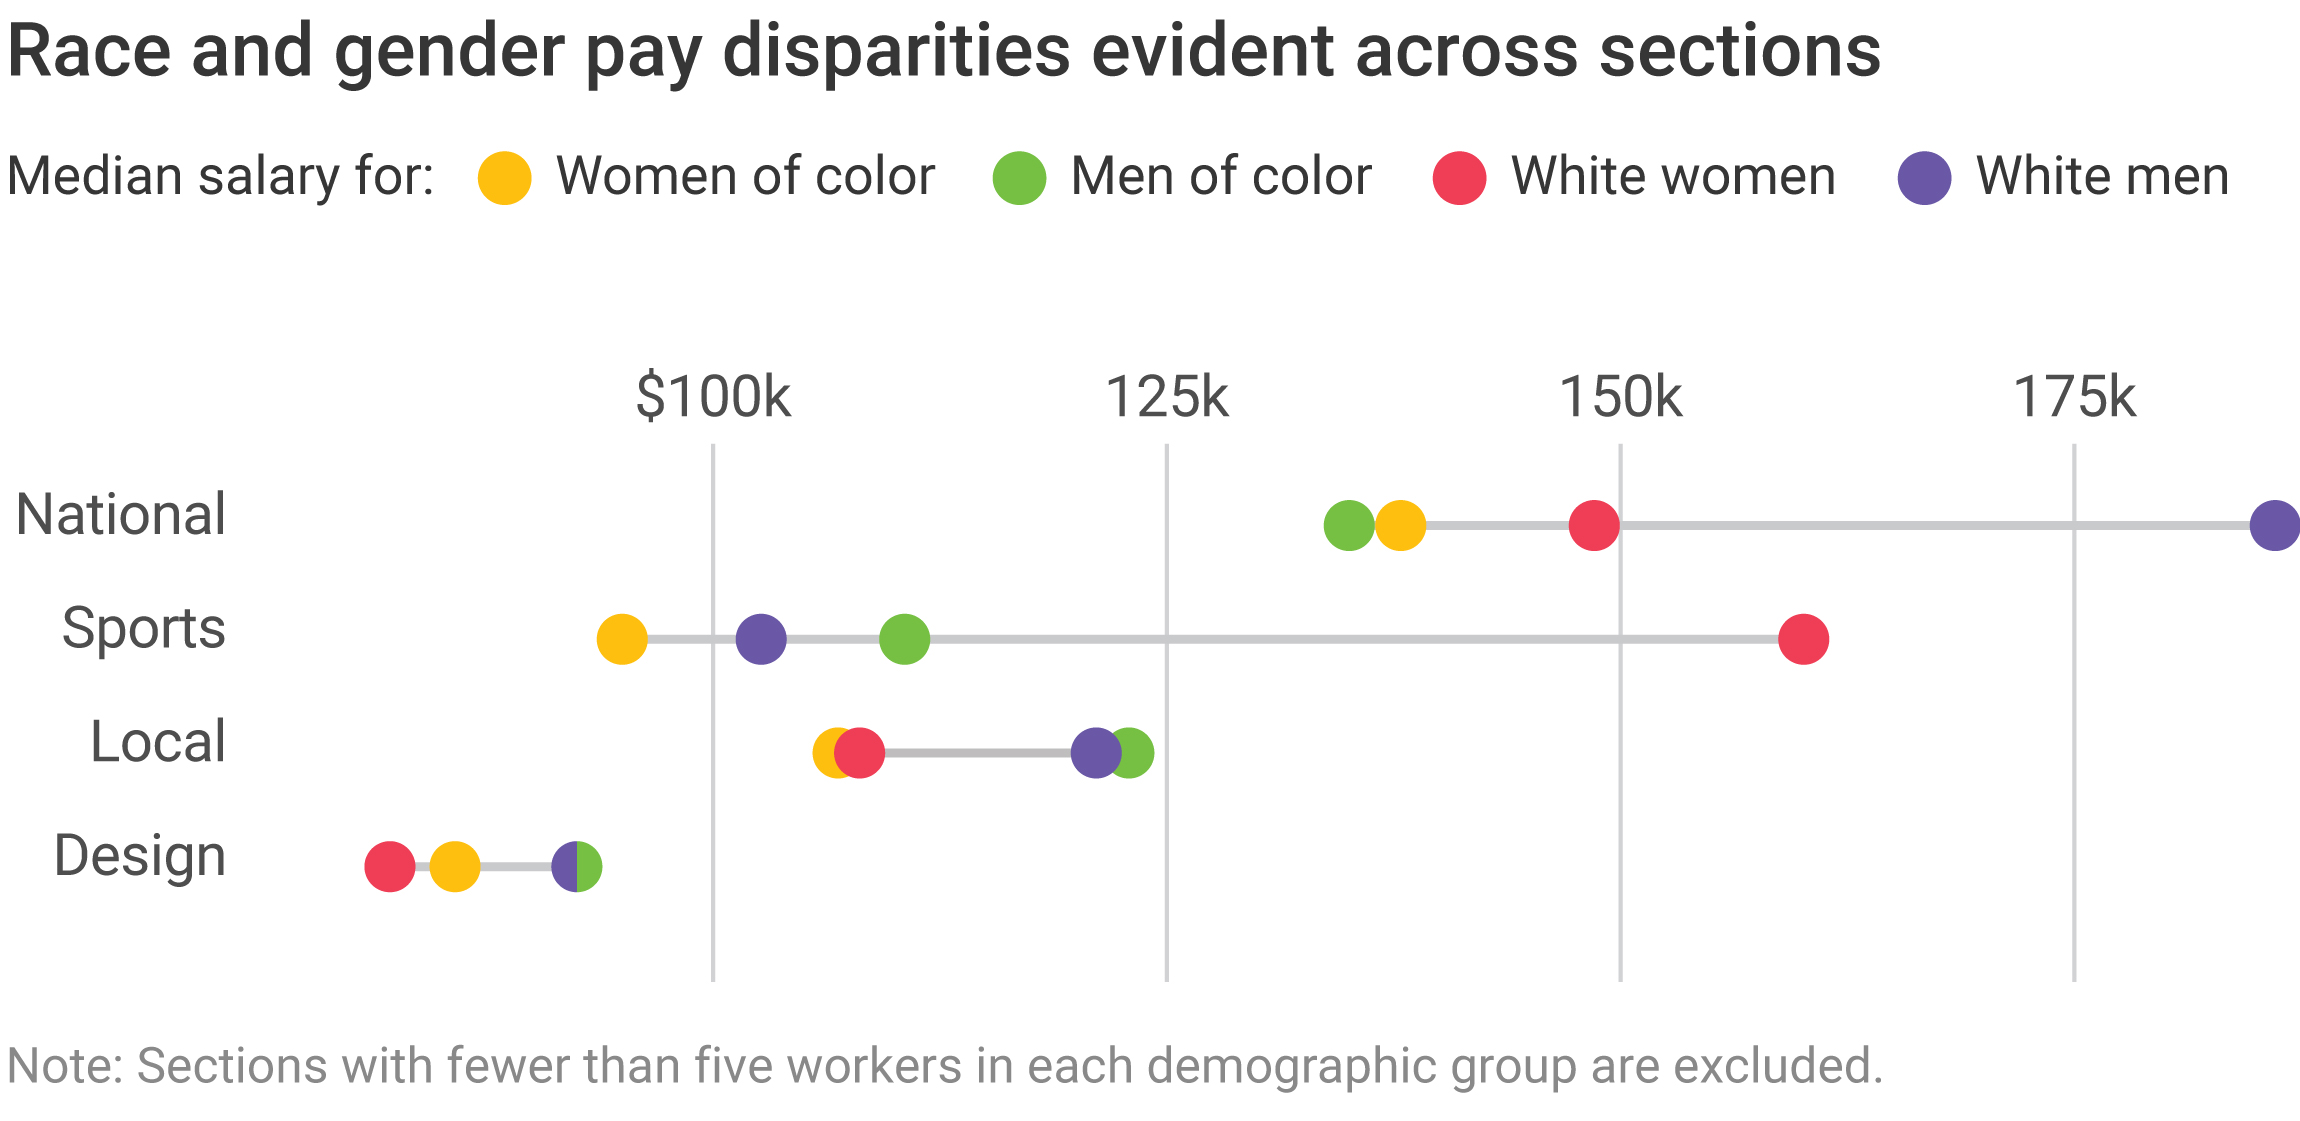 Race and gender pay disparities evident across sections
Median salary for: Women of color Men of color White women White men
$100k 125k 150k 175k
National
Sports
Local
Design
Note: Sections with fewer than five workers in each demographic group are excluded.